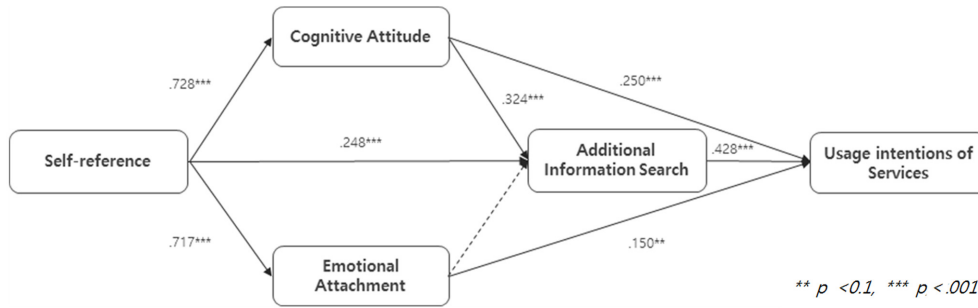 Cognitive Attitude
.728***
.324***
.250***
Self-reference
.248***
Additional
Information Search
.428***
Usage intentions of
Services
.717***
.150**
Emotional
Attachment
** p <0.1, *** p < .001